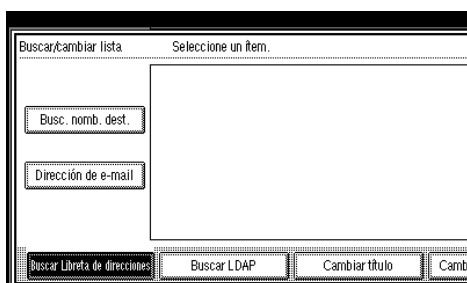 Buscar/cambiar lista Seleccione un ítem.
Busc. nomb. dest.
Dirección de e-mail
Buscar Libreta de direcciones Buscar LDAP Cambiar título Camb